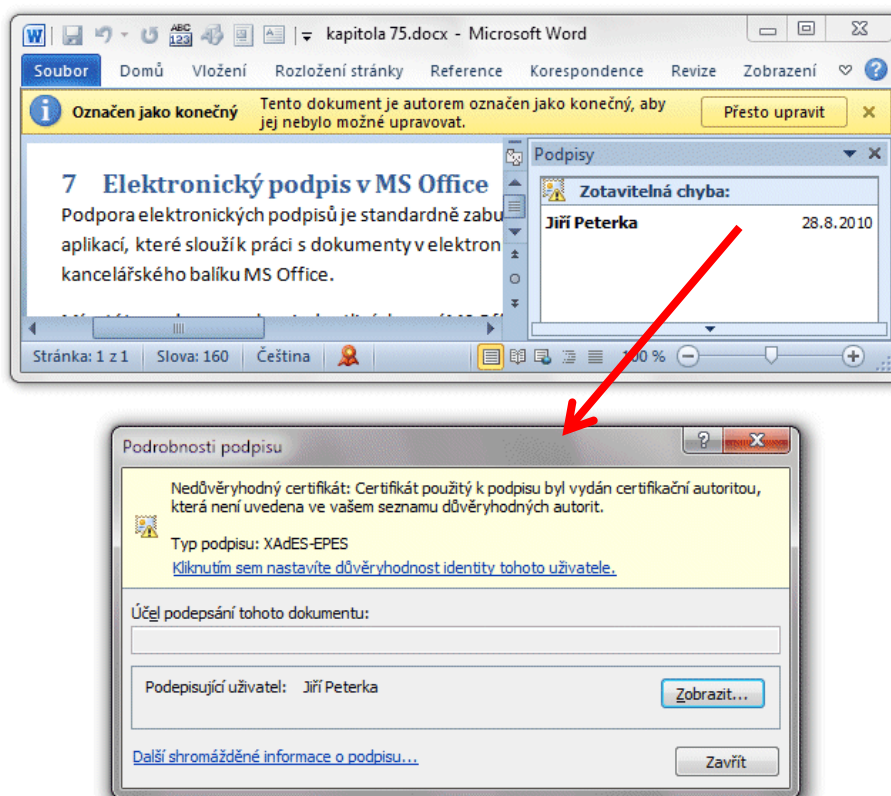 ABC
123
kapitola 75.docx - Microsoft Word
Soubor Domů Vložení Rozložení stránky Reference Korespondence Revize Zobrazení
Označen jako konečný
Tento dokument je autorem označen jako konečný, aby
jej nebylo možné upravovat.
Přesto upravit
7 Elektronický podpis v MS Office
Podpora elektronických podpisů je standardně zabu
aplikací, které slouží k práci s dokumenty v elektron
kancelářského balíku MS Office.
Podpisy
Zotavitelná chyba:
Jiří Peterka 28.8.2010
Stránka: 1 z 1 Slova: 160 Čeština 100 %
Podrobnosti podpisu
Nedůvěryhodný certifikát: Certifikát použitý k podpisu byl vydán certifikační autoritou,
která není uvedena ve vašem seznamu důvěryhodných autorit.
Typ podpisu: XAdES-EPES
Kliknutím sem nastavíte důvěryhodnost identity tohoto uživatele.
Účel podepsání tohoto dokumentu:
Podepisující uživatel: Jiří Peterka
Zobrazit...
Další shromážděné informace o podpisu...
Zavřít